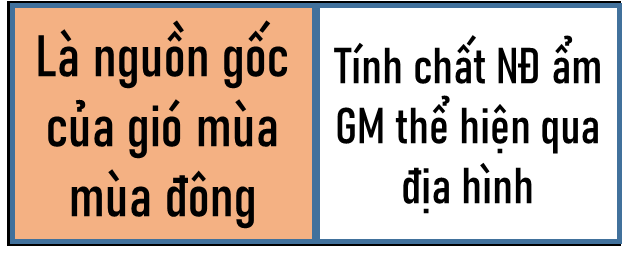 Là nguồn gốc
của gió mùa
mùa đông
Tính chất NĐ ẩm
GM thể hiện qua
địa hình